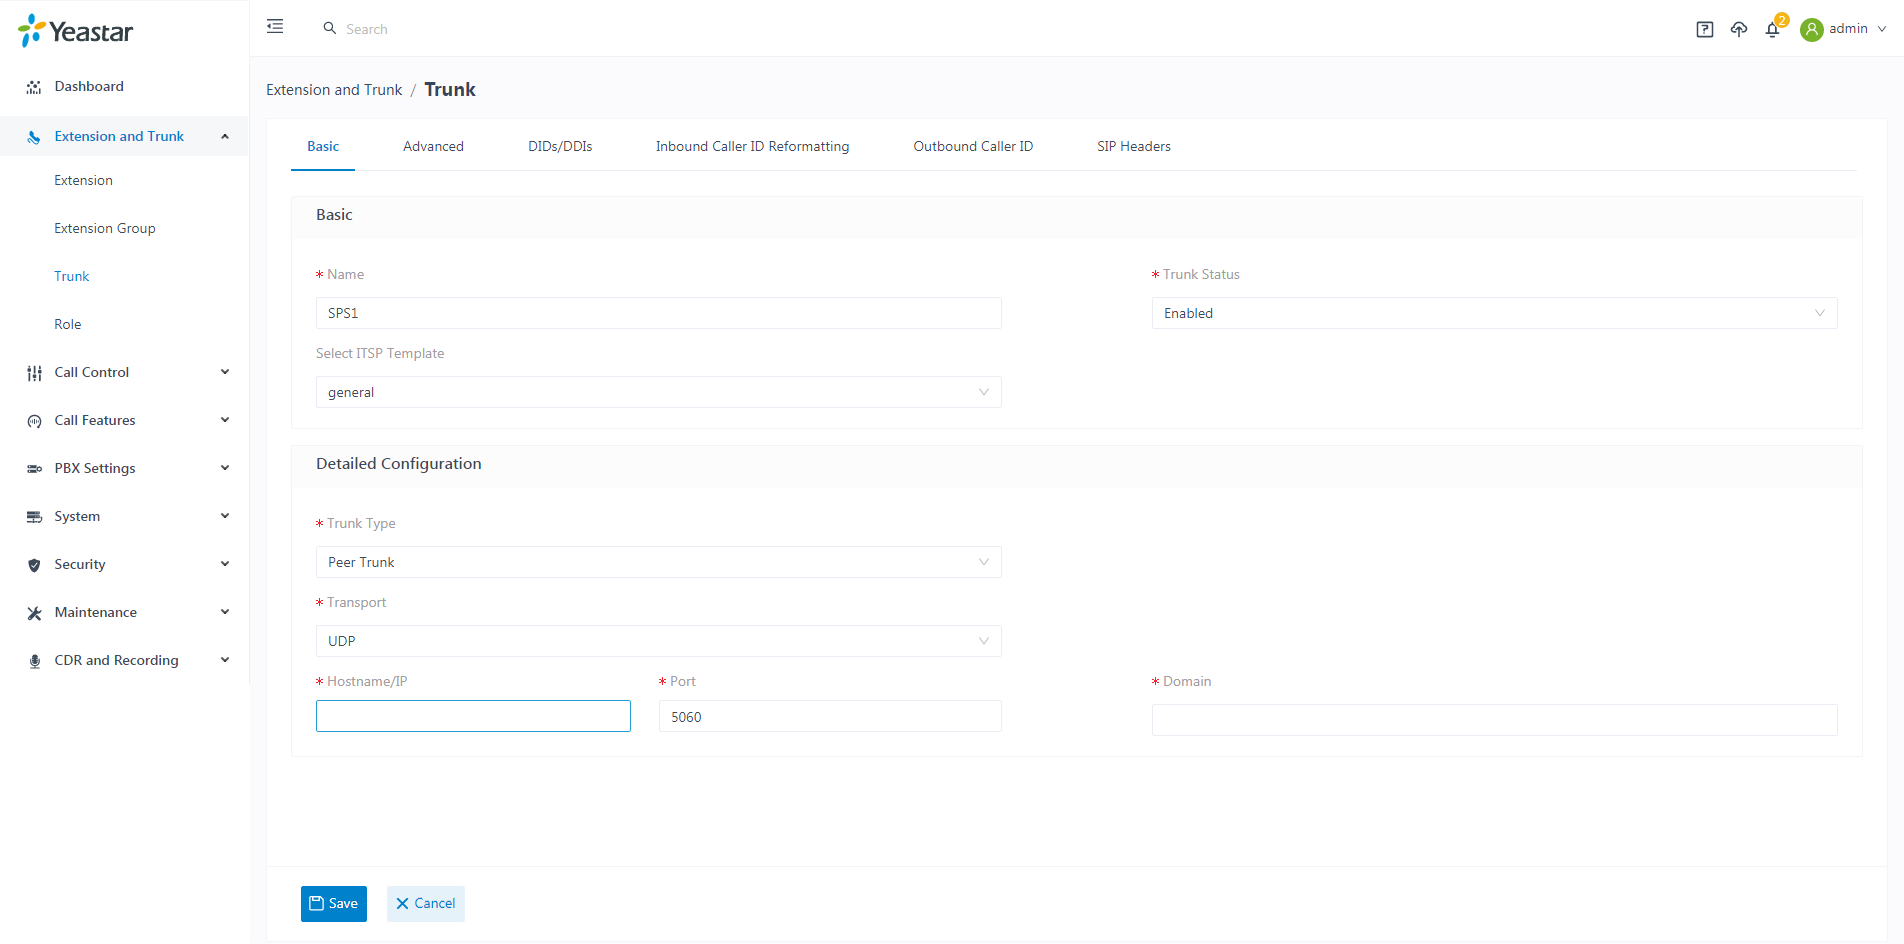 Yeastar
Search
2
admin
Dashboard
Extension and Trunk
Extension
Extension Group
Trunk
Role
Call Control
Call Features
PBX Settings
System
Security
Maintenance
CDR and Recording
Extension and Trunk / Trunk
Basic Advanced DIDs/DDIs Inbound Caller ID Reformatting Outbound Caller ID SIP Headers
Basic
* Name * Trunk Status
SPS1 Enabled
Select ITSP Template
general
Detailed Configuration
* Trunk Type
Peer Trunk
* Transport
UDP
* Hostname/IP * Port * Domain
5060
Save Cancel